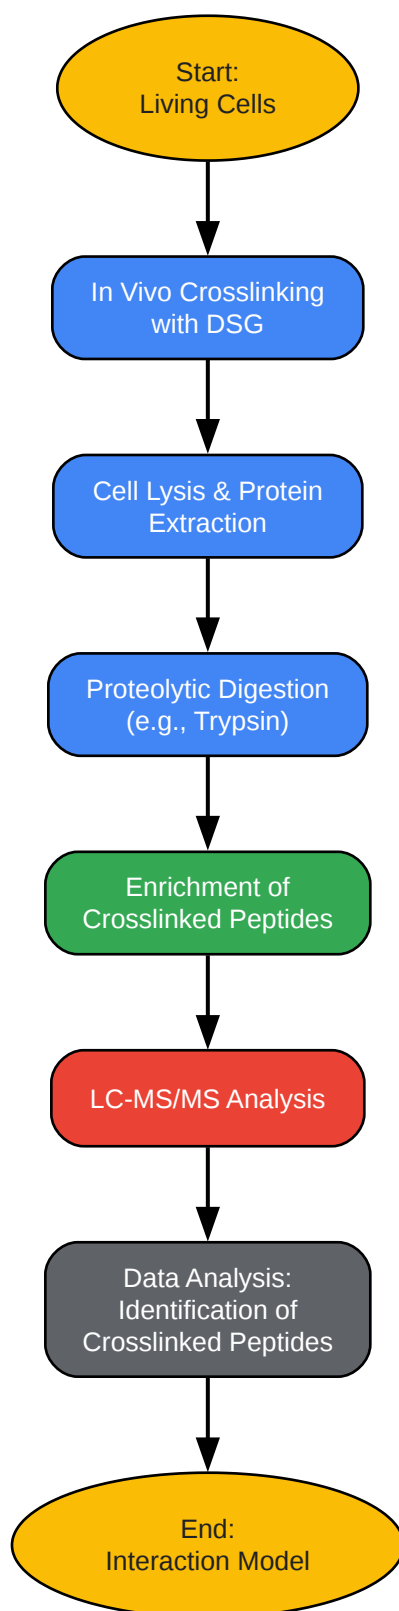 Start:
Living Cells
In Vivo Crosslinking
with DSG
Cell Lysis & Protein
Extraction
Proteolytic Digestion
(e.g., Trypsin)
Enrichment of
Crosslinked Peptides
LC-MS/MS Analysis
Data Analysis:
Identification of
Crosslinked Peptides
End:
Interaction Model